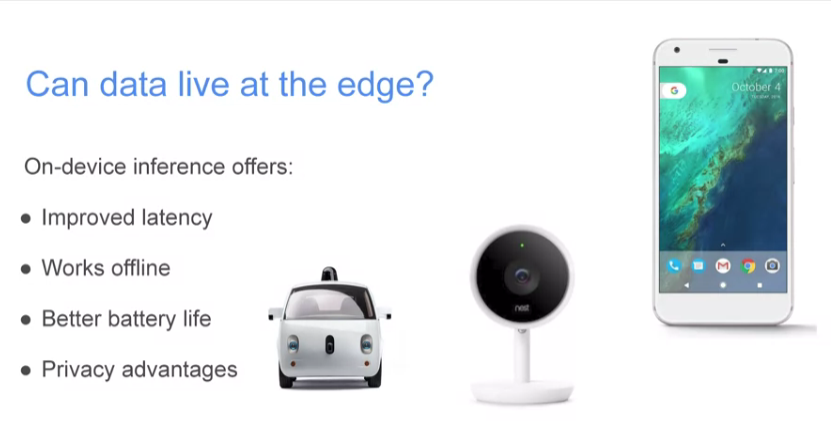 Can data live at the edge?
On-device inference offers:
● Improved latency
● Works offline
● Better battery life
● Privacy advantages
nest
G
October 4